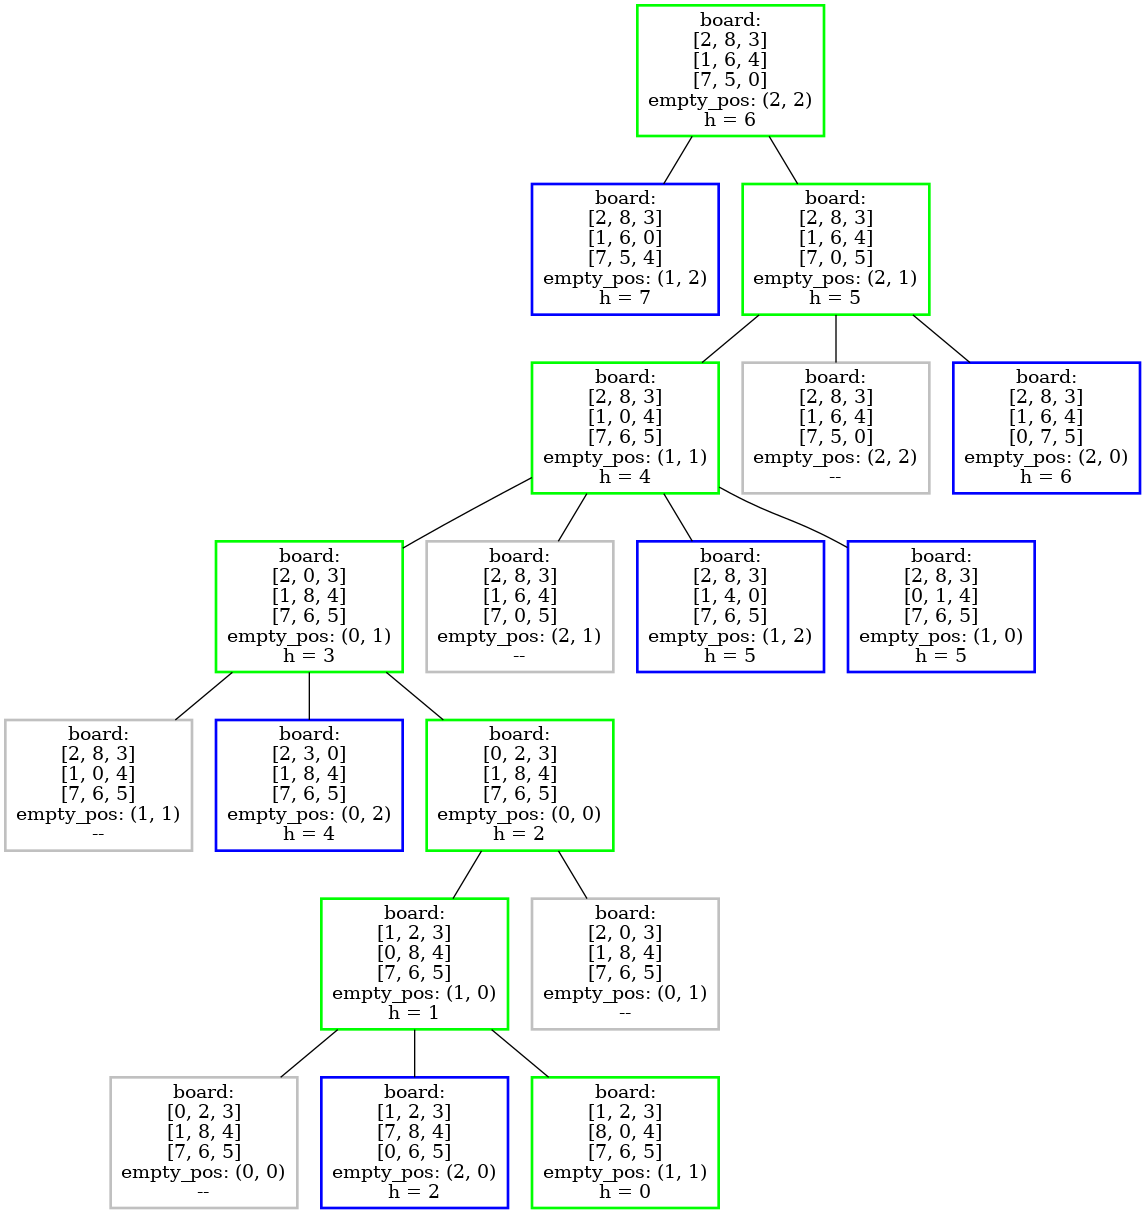 board:
[2, 8, 3]
[1, 6, 4]
[7, 5, 0]
empty_pos: (2, 2)
h = 6
board:
[2, 8, 3]
[1, 6, 0]
[7, 5, 4]
empty_pos: (1, 2)
h = 7
board:
[2, 8, 3]
[1, 6, 4]
[7, 0, 5]
empty_pos: (2, 1)
h = 5
board:
[2, 8, 3]
[1, 0, 4]
[7, 6, 5]
empty_pos: (1, 1)
h = 4
board:
[2, 8, 3]
[1, 6, 4]
[7, 5, 0]
empty_pos: (2, 2)
--
board:
[2, 8, 3]
[1, 6, 4]
[0, 7, 5]
empty_pos: (2, 0)
h = 6
board:
[2, 0, 3]
[1, 8, 4]
[7, 6, 5]
empty_pos: (0, 1)
h = 3
board:
[2, 8, 3]
[1, 6, 4]
[7, 0, 5]
empty_pos: (2, 1)
--
board:
[2, 8, 3]
[1, 4, 0]
[7, 6, 5]
empty_pos: (1, 2)
h = 5
board:
[2, 8, 3]
[0, 1, 4]
[7, 6, 5]
empty_pos: (1, 0)
h = 5
board:
[2, 8, 3]
[1, 0, 4]
[7, 6, 5]
empty_pos: (1, 1)
--
board:
[2, 3, 0]
[1, 8, 4]
[7, 6, 5]
empty_pos: (0, 2)
h = 4
board:
[0, 2, 3]
[1, 8, 4]
[7, 6, 5]
empty_pos: (0, 0)
h = 2
board:
[1, 2, 3]
[0, 8, 4]
[7, 6, 5]
empty_pos: (1, 0)
h = 1
board:
[2, 0, 3]
[1, 8, 4]
[7, 6, 5]
empty_pos: (0, 1)
--
board:
[0, 2, 3]
[1, 8, 4]
[7, 6, 5]
empty_pos: (0, 0)
--
board:
[1, 2, 3]
[7, 8, 4]
[0, 6, 5]
empty_pos: (2, 0)
h = 2
board:
[1, 2, 3]
[8, 0, 4]
[7, 6, 5]
empty_pos: (1, 1)
h = 0